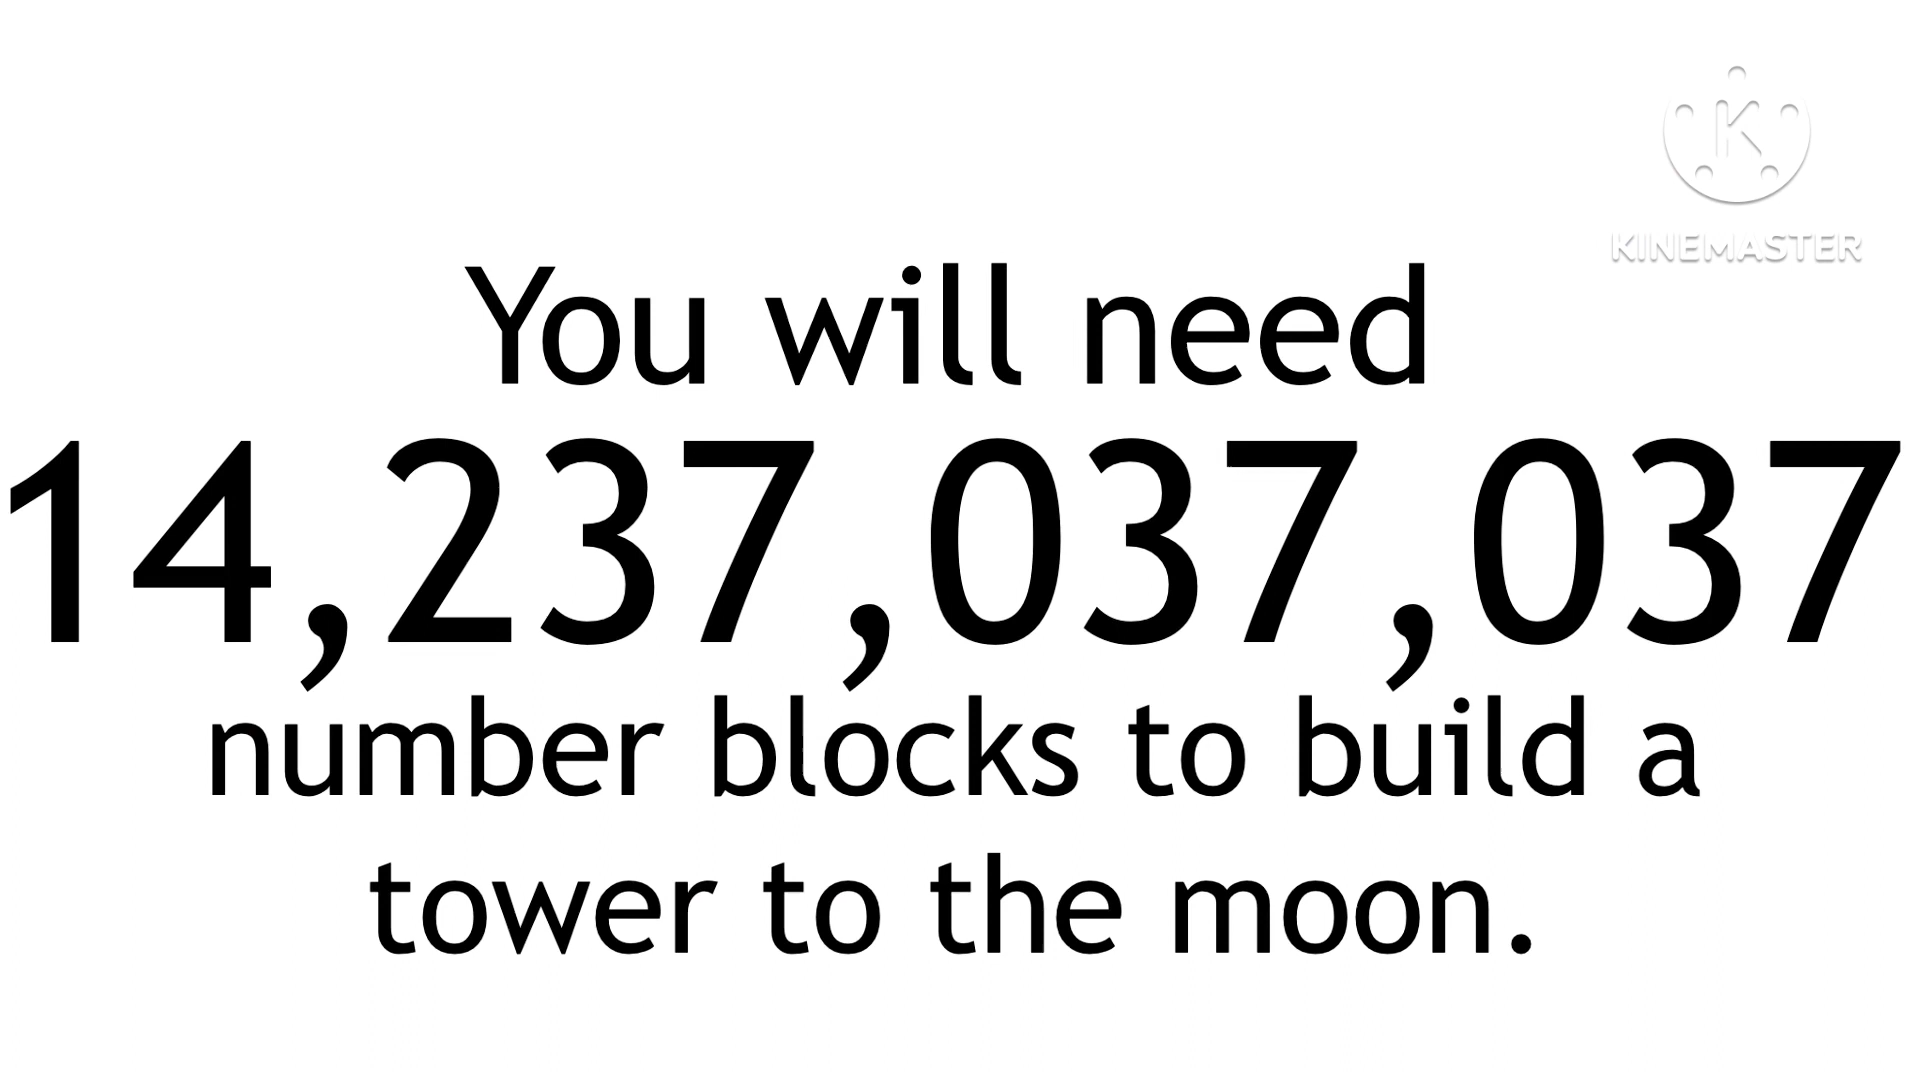 KINEMASTER
You will need
14,237,037,037
number blocks to build a
tower to the moon.